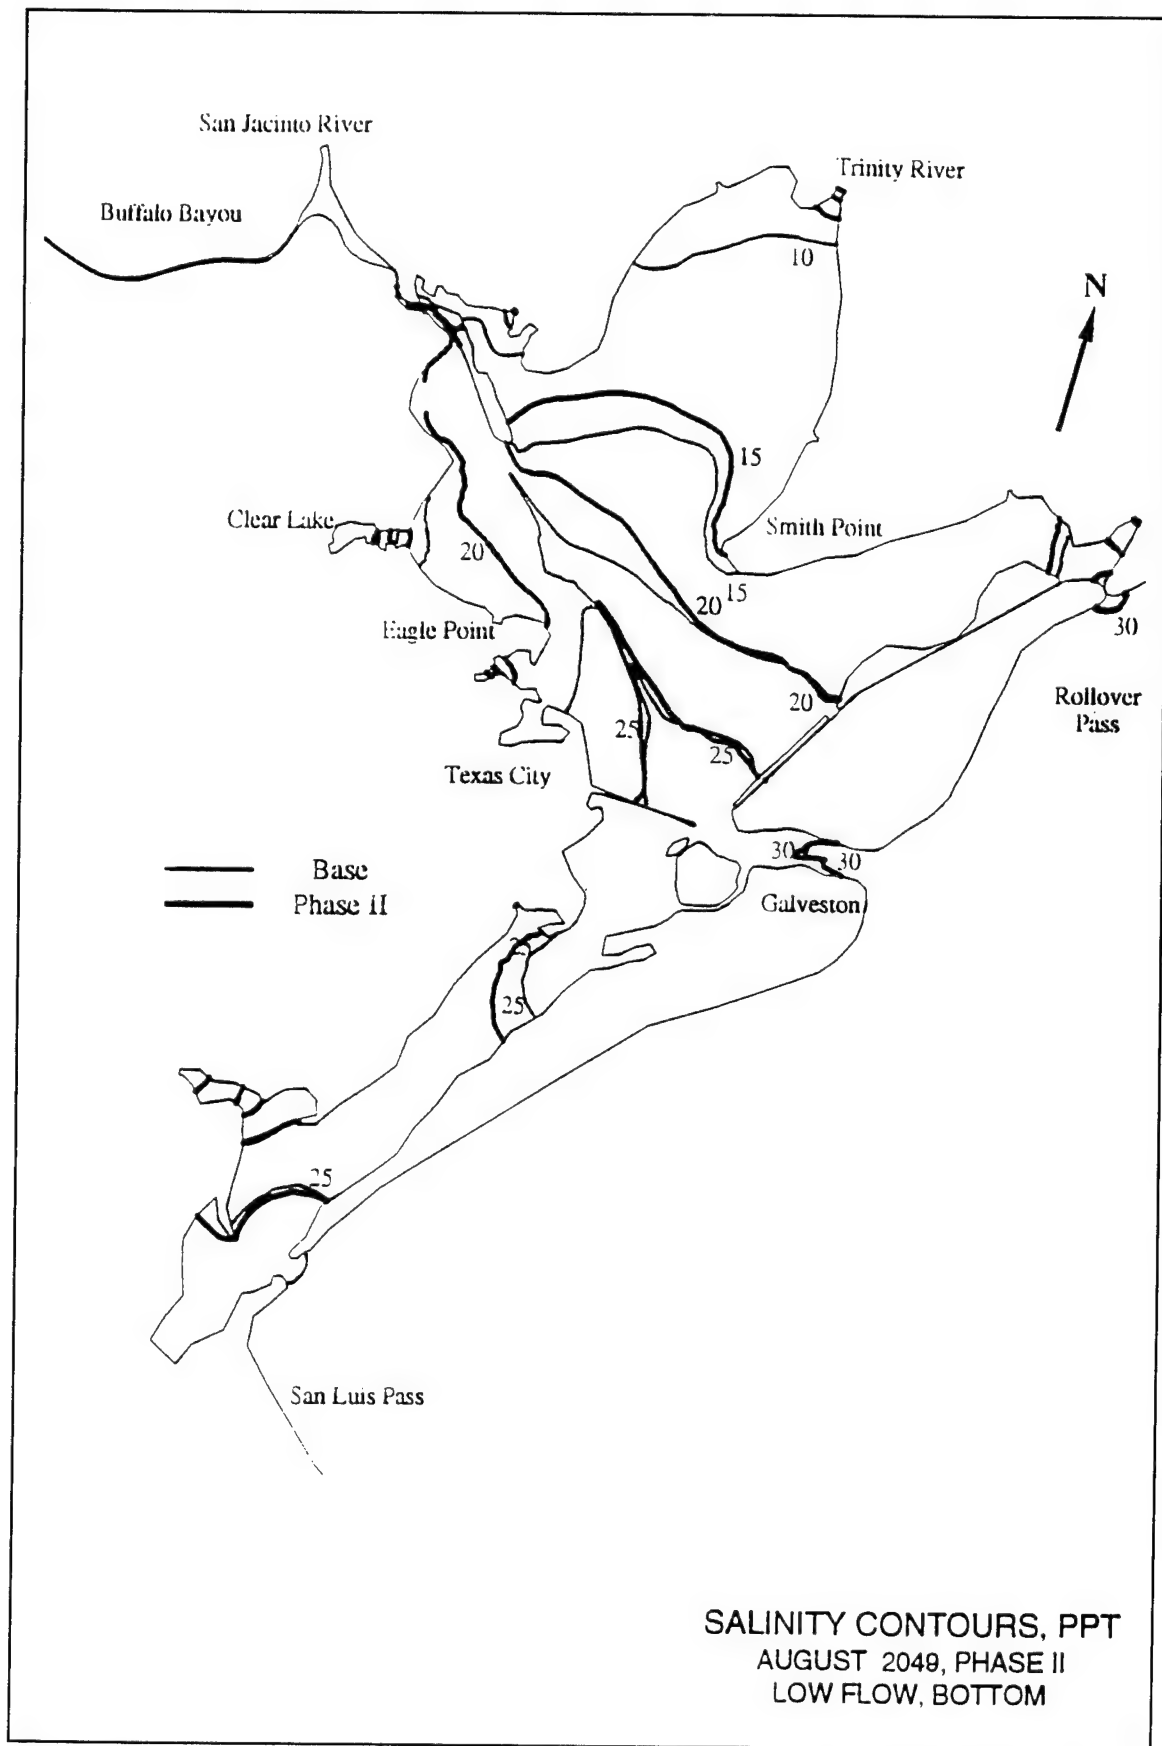 San Jacinto River
Trinity River
Buffalo Bayou
10
N
15
Clear Lake
Smith Point
20
15
20
Eagle Point
30
20
Rollover
Pass
25
25
Texas City
30
30
Base
Phase II
Galveston
25
25
San Luis Pass
SALINITY CONTOURS, PPT
AUGUST 2049, PHASE II
LOW FLOW, BOTTOM